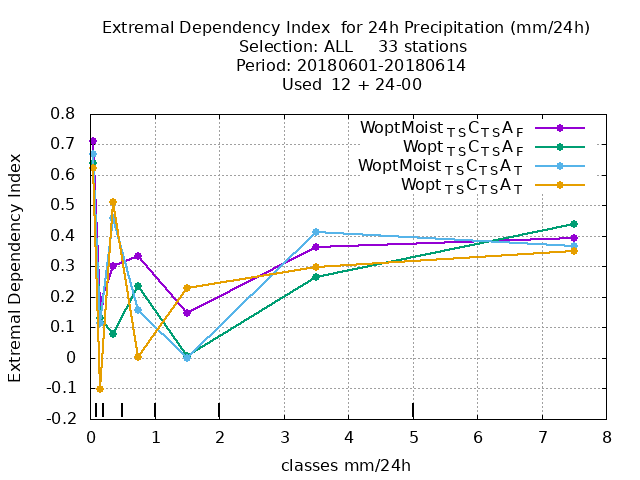 Extremal Dependency Index  for 24h Precipitation (mm/24h)
Selection: ALL     33 stations
Period: 20180601-20180614
Used  12 + 24-00
WoptMoist TS C TS A F
Wopt TS C TS A F
WoptMoist TS C TS A T
Wopt TS C TS A T
Extremal Dependency Index
0.8
0.7
0.6
0.5
0.4
0.3
0.2
0.1
0
-0.1
-0.2
0 1 2 3 4 5 6 7 8
classes mm/24h